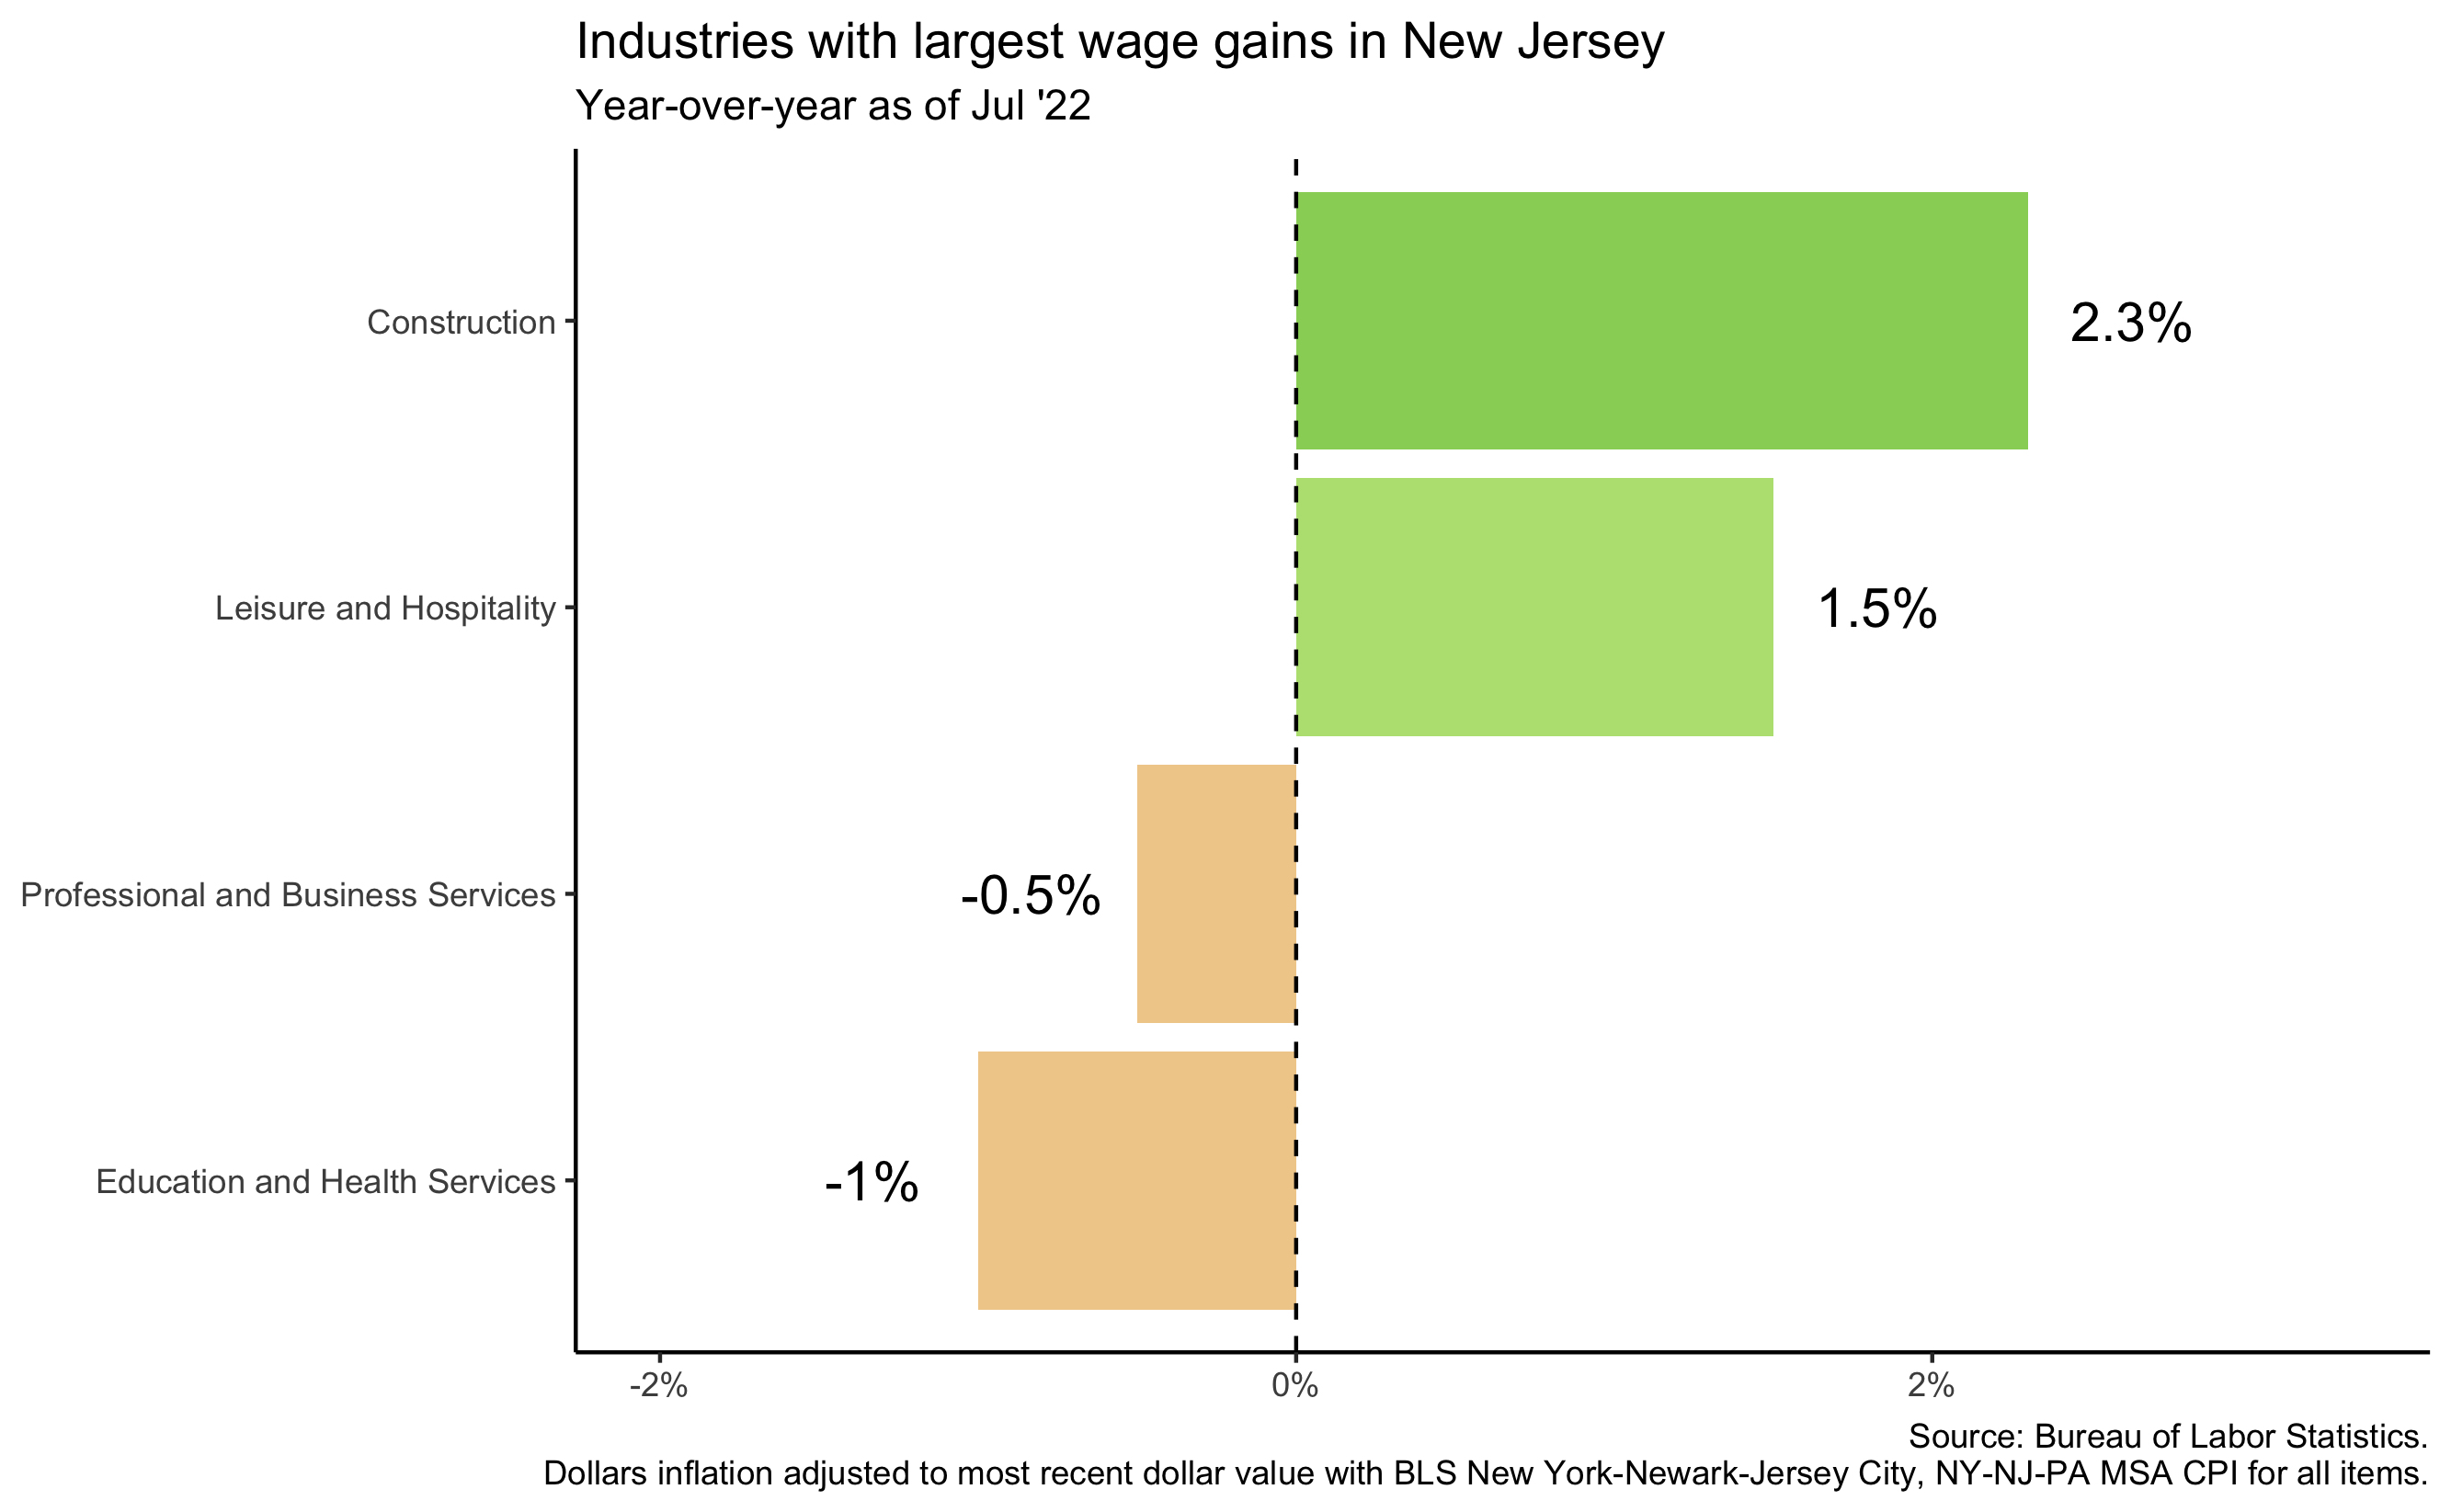 Industries with largest wage gains in New Jersey
Year-over-year as of Jul '22
Construction
2.3%
Leisure and Hospitality
1.5%
Professional and Business Services
-0.5%
Education and Health Services
-1%
-2%
0%
2%
Source: Bureau of Labor Statistics.
Dollars inflation adjusted to most recent dollar value with BLS New York-Newark-Jersey City, NY-NJ-PA MSA CPI for all items.